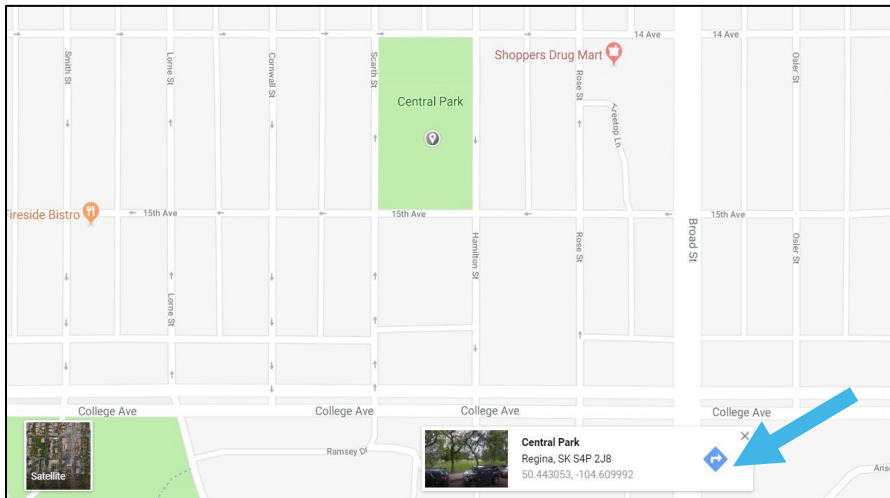 14 Ave
14 Ave
Smith St
Lorne St
Cornwall St
Scarth St
Shoppers Drug Mart
Rose St
Osler St
Central Park
Treetop Ln
Fireside Bistro
15th Ave
15th Ave
15th Ave
Broad St
Hamilton St
Rose St
Osler St
Lorne St
College Ave
College Ave
College Ave
College Ave
Ramsey Dr
Satellite
Central Park
Regina, SK S4P 2J8
50.443053, -104.609992